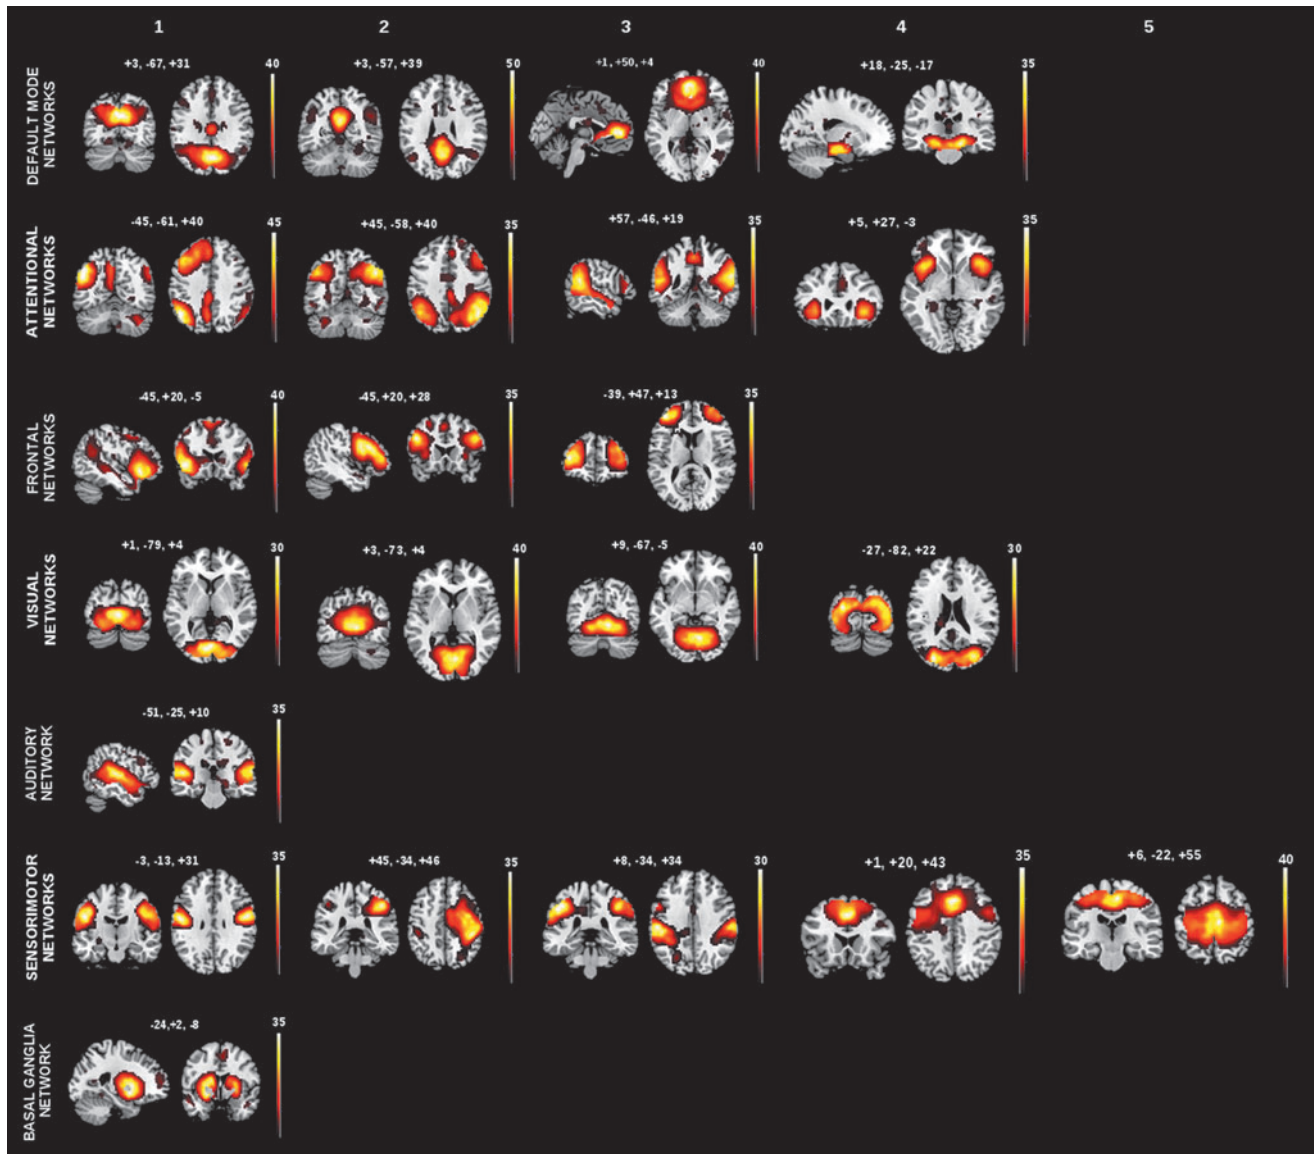 1 2 3 4 5
DEFAULT MODE
NETWORKS
+3, -67, +31 40
+3, -57, +39 50
+1, +50, +4 40
+18, -25, -17 35
ATTENTIONAL
NETWORKS
-45, -61, +40 45
+45, -58, +40 35
+57, -46, +19 35
+5, +27, -3 35
FRONTAL
NETWORKS
-45, +20, -5 40
-45, +20, +28 35
-39, +47, +13 35
VISUAL
NETWORKS
+1, -79, +4 30
+3, -73, +4 40
+9, -67, -5 40
-27, -82, +22 30
AUDITORY
NETWORK
-51, -25, +10 35
SENSORIMOTOR
NETWORKS
-3, -13, +31 35
+45, -34, +46 35
+8, -34, +34 30
+1, +20, +43 35
+6, -22, +55 40
BASAL GANGLIA
NETWORK
-24,+2, -8 35